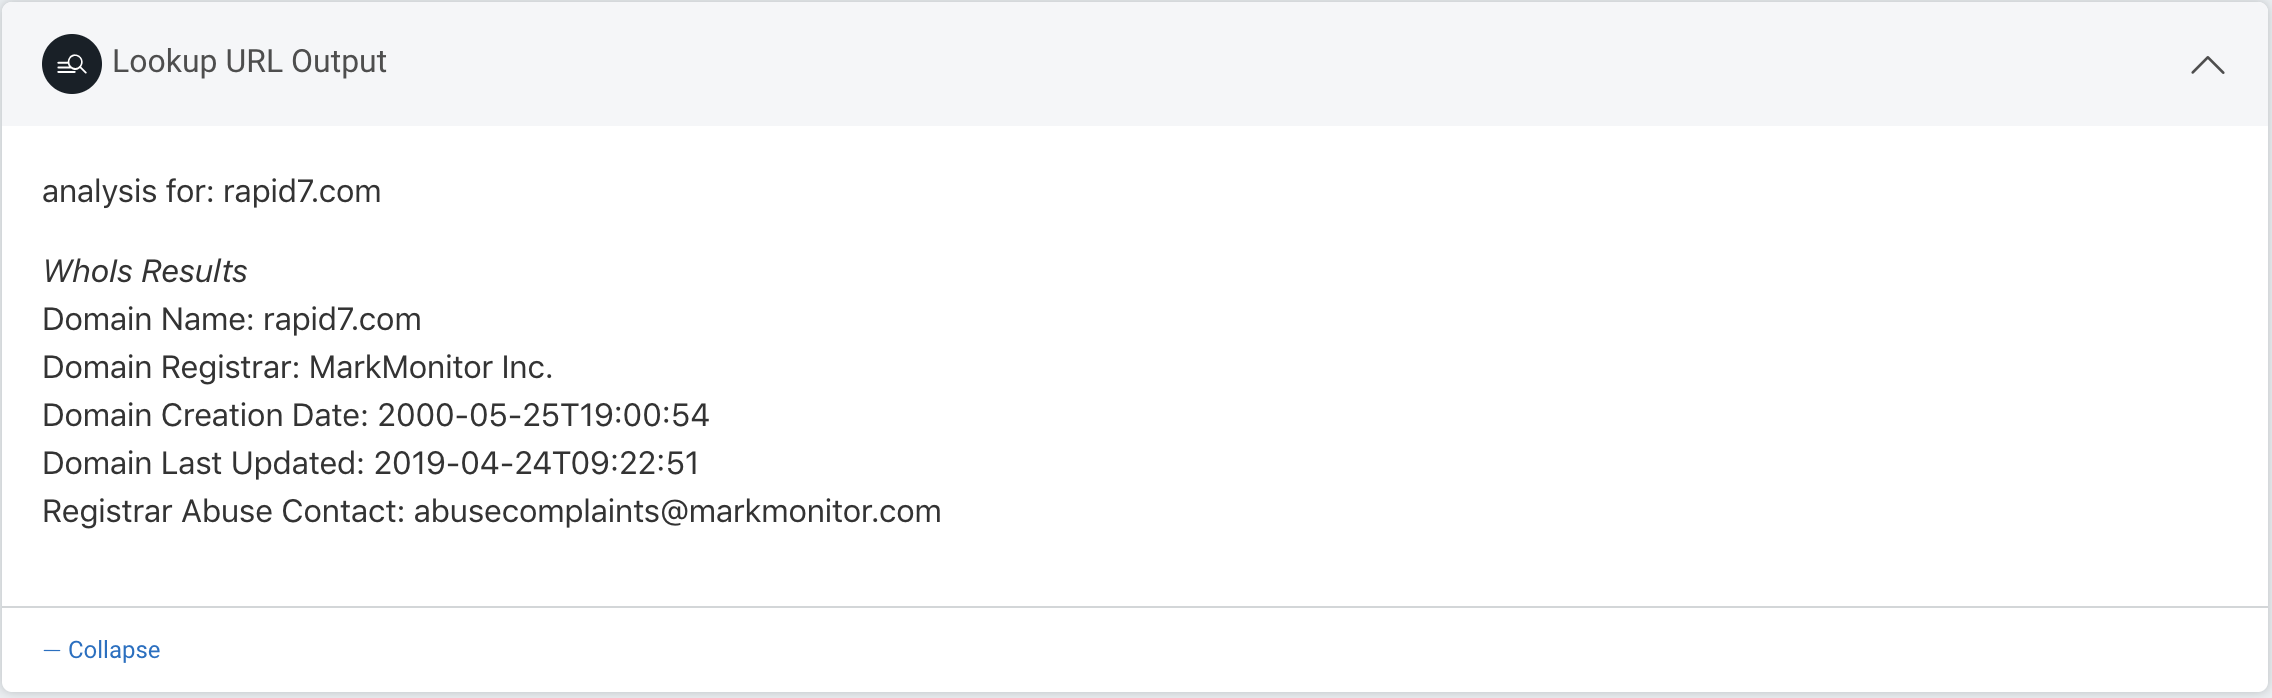 Lookup URL Output
analysis for: rapid7.com
WhoIs Results
Domain Name: rapid7.com
Domain Registrar: MarkMonitor Inc.
Domain Creation Date: 2000-05-25T19:00:54
Domain Last Updated: 2019-04-24T09:22:51
Registrar Abuse Contact: abusecomplaints@markmonitor.com
— Collapse